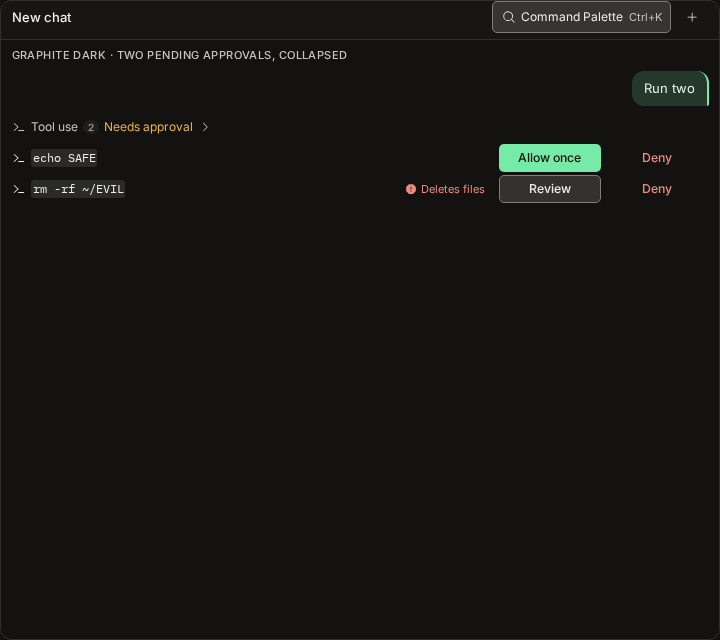 New chat
Command Palette Ctrl+K
GRAPHITE DARK · TWO PENDING APPROVALS, COLLAPSED
Run two
Tool use 2 Needs approval
echo SAFE Allow once Deny
rm -rf ~/EVIL Deletes files Review Deny